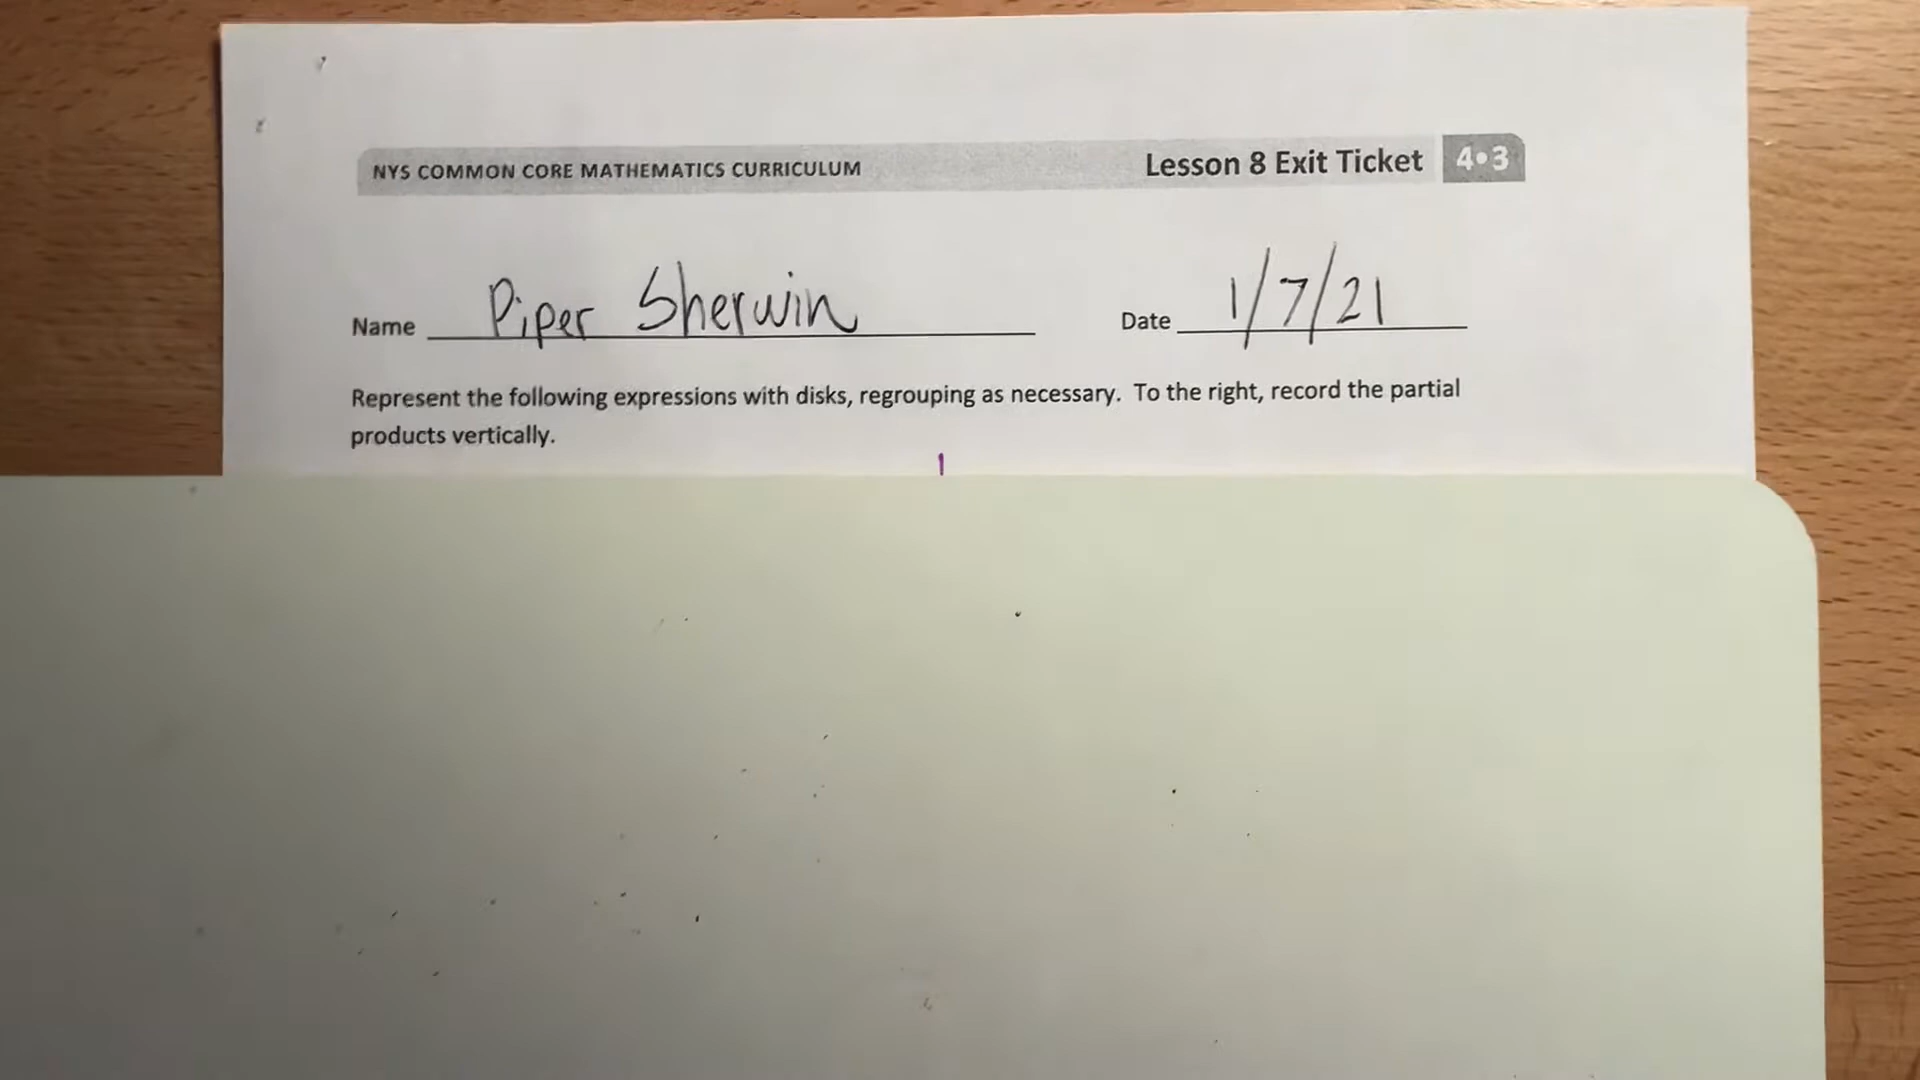 NYS COMMON CORE MATHEMATICS CURRICULUM Lesson 8 Exit Ticket 4•3
Name Piper Sherwin Date 1/7/21
Represent the following expressions with disks, regrouping as necessary. To the right, record the partial
products vertically.